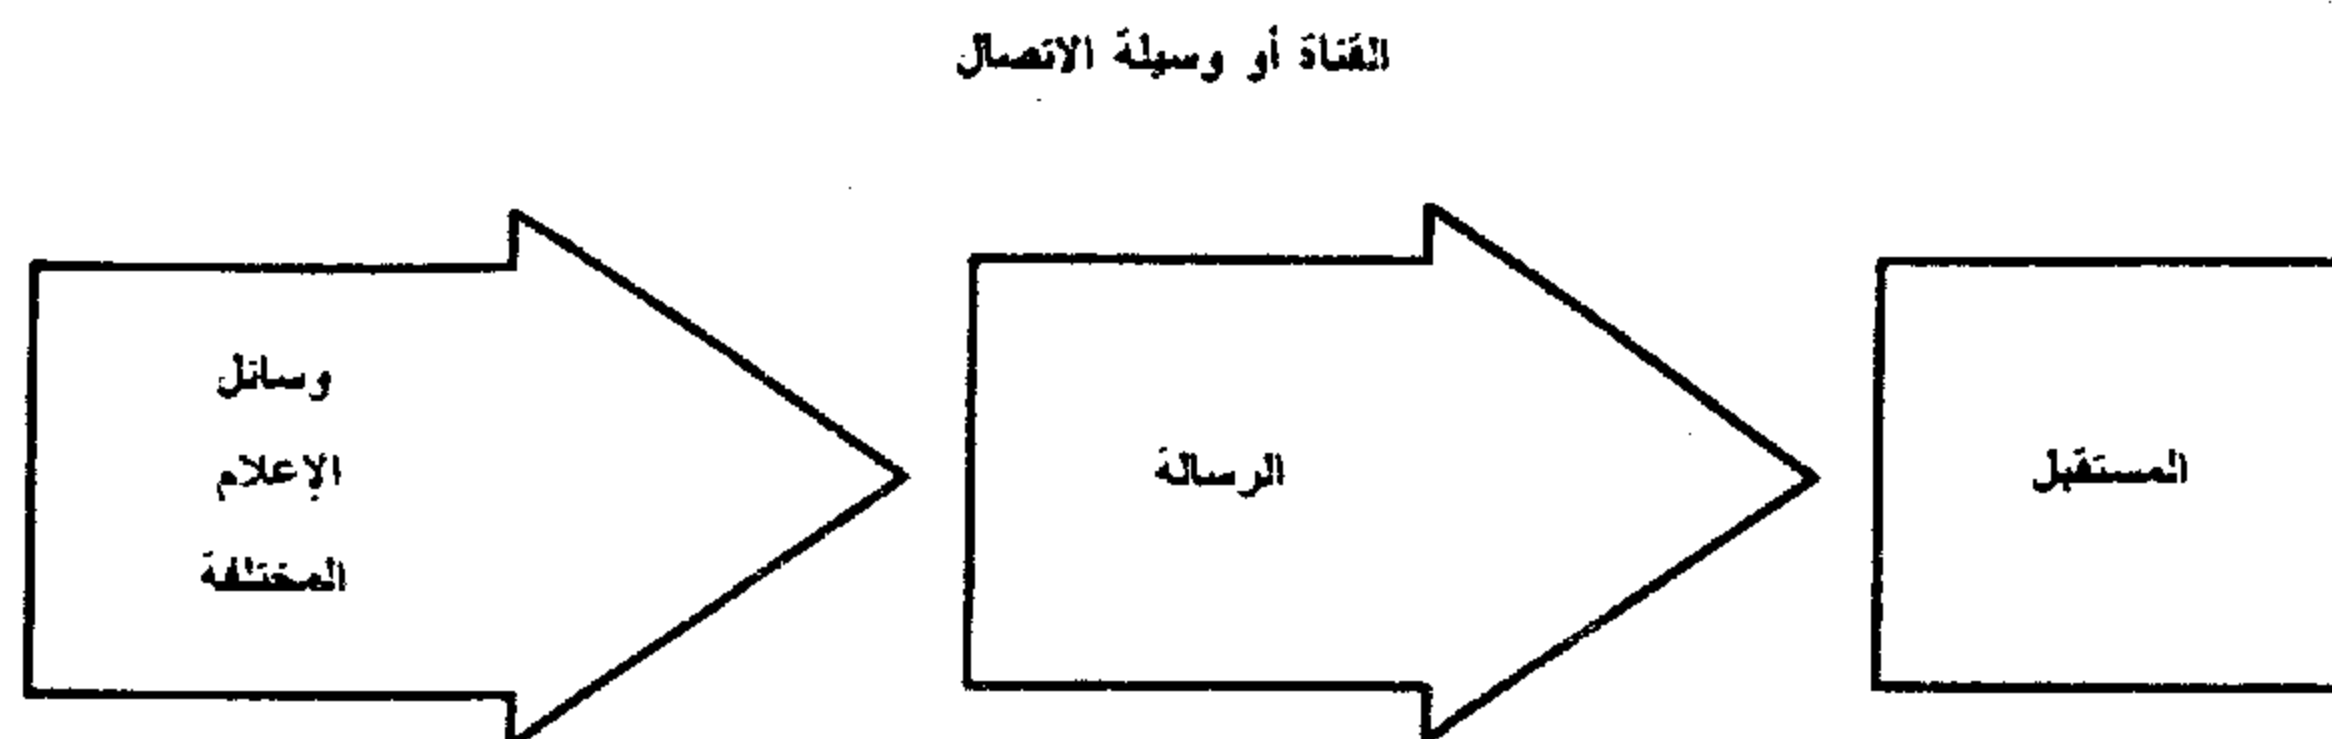 القناة أو وسيلة الاتصال
وسائل
الإعلام
المختلفة
الرسالة
المستقبل